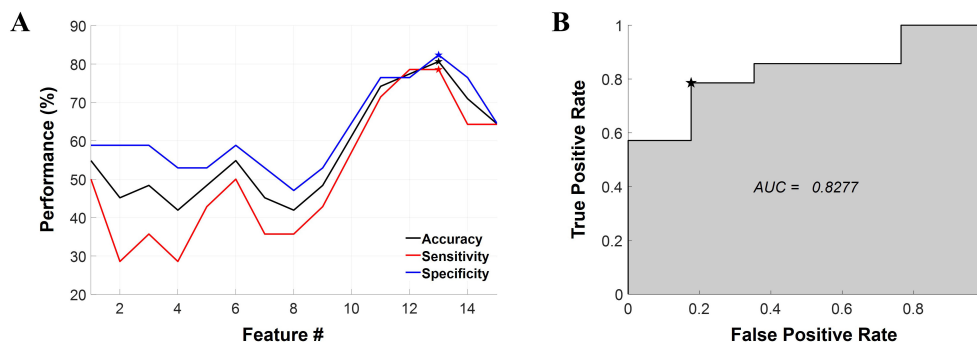 A
Performance (%)
90
80
70
60
50
40
30
20
2
4
6
8
10
12
14
Feature #
Accuracy
Sensitivity
Specificity
B
True Positive Rate
1
0.8
0.6
0.4
0.2
0
0
0.2
0.4
0.6
0.8
False Positive Rate
AUC = 0.8277